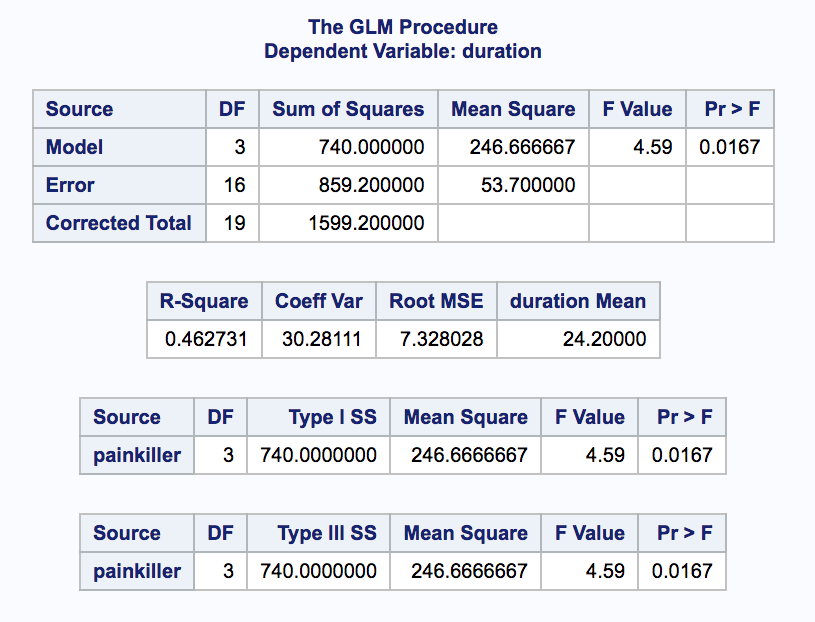 The GLM Procedure
Dependent Variable: duration
Source DF Sum of Squares Mean Square F Value Pr > F
Model 3 740.000000 246.666667 4.59 0.0167
Error 16 859.200000 53.700000
Corrected Total 19 1599.200000
R-Square Coeff Var Root MSE duration Mean
0.462731 30.28111 7.328028 24.20000
Source DF Type I SS Mean Square F Value Pr > F
painkiller 3 740.0000000 246.6666667 4.59 0.0167
Source DF Type III SS Mean Square F Value Pr > F
painkiller 3 740.0000000 246.6666667 4.59 0.0167